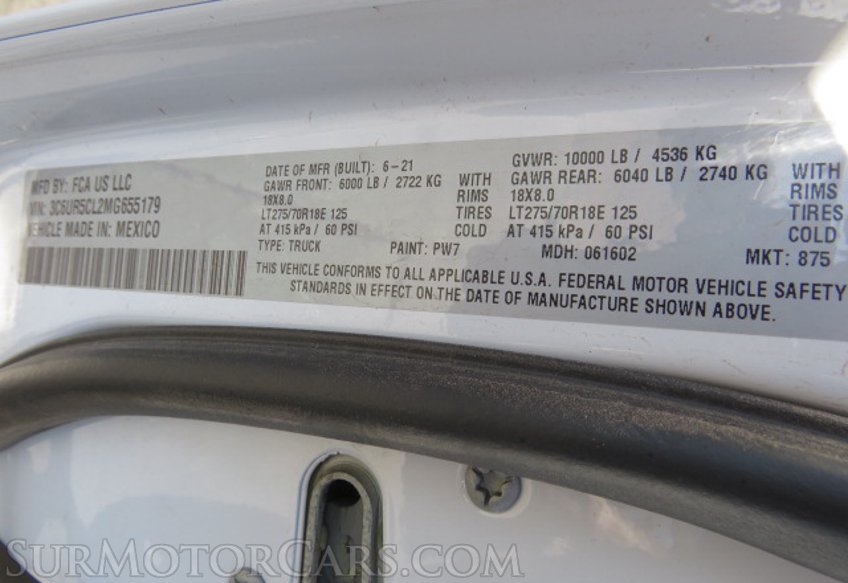 MFD BY: FCA US LLC
VIN: 3C6UR5CL2MG655179
VEHICLE MADE IN: MEXICO
DATE OF MFR (BUILT): 6-21
GAWR FRONT: 6000 LB / 2722 KG WITH
18X8.0 RIMS
LT275/70R18E 125 TIRES
AT 415 kPa / 60 PSI COLD
TYPE: TRUCK PAINT: PW7
GVWR: 10000 LB / 4536 KG
GAWR REAR: 6040 LB / 2740 KG WITH
18X8.0 RIMS
LT275/70R18E 125 TIRES
AT 415 kPa / 60 PSI COLD
MDH: 061602 MKT: 875
THIS VEHICLE CONFORMS TO ALL APPLICABLE U.S.A. FEDERAL MOTOR VEHICLE SAFETY
STANDARDS IN EFFECT ON THE DATE OF MANUFACTURE SHOWN ABOVE.
SurMotorCars.com